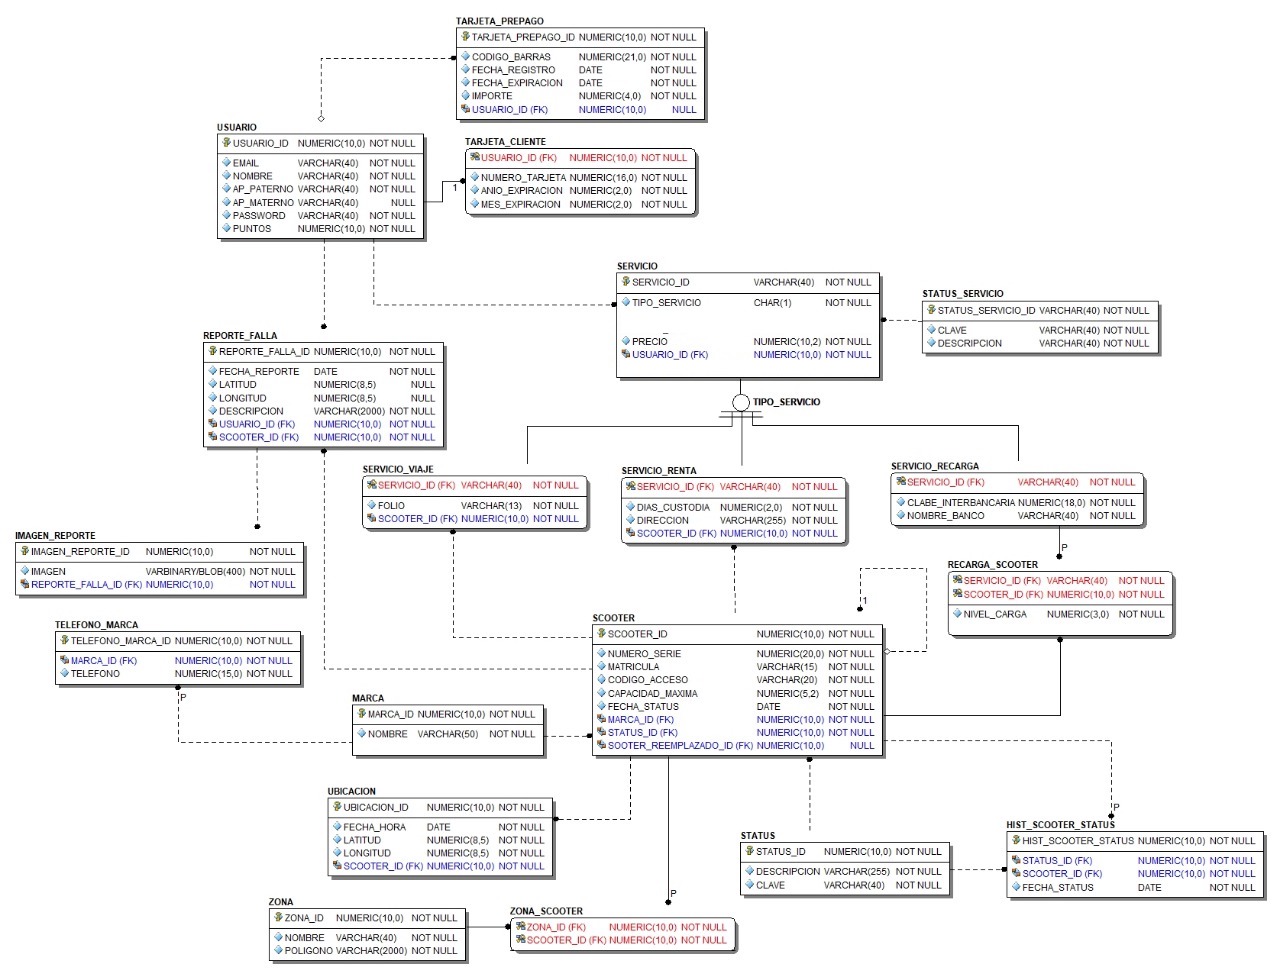 TARJETA_PREPAGO
TARJETA_PREPAGO_ID NUMERIC(10,0) NOT NULL
CODIGO_BARRAS NUMERIC(21,0) NOT NULL
FECHA_REGISTRO DATE NOT NULL
FECHA_EXPIRACION DATE NOT NULL
IMPORTE NUMERIC(4,0) NOT NULL
USUARIO_ID (FK) NUMERIC(10,0) NULL
USUARIO
USUARIO_ID NUMERIC(10,0) NOT NULL
EMAIL VARCHAR(40) NOT NULL
NOMBRE VARCHAR(40) NOT NULL
AP_PATERNO VARCHAR(40) NOT NULL
AP_MATERNO VARCHAR(40) NULL
PASSWORD VARCHAR(40) NOT NULL
PUNTOS NUMERIC(10,0) NOT NULL
TARJETA_CLIENTE
USUARIO_ID (FK) NUMERIC(10,0) NOT NULL
NUMERO_TARJETA NUMERIC(16,0) NOT NULL
ANIO_EXPIRACION NUMERIC(2,0) NOT NULL
MES_EXPIRACION NUMERIC(2,0) NOT NULL
1
SERVICIO
SERVICIO_ID VARCHAR(40) NOT NULL
TIPO_SERVICIO CHAR(1) NOT NULL
_
PRECIO NUMERIC(10,2) NOT NULL
USUARIO_ID (FK) NUMERIC(10,0) NOT NULL
STATUS_SERVICIO
STATUS_SERVICIO_ID VARCHAR(40) NOT NULL
CLAVE VARCHAR(40) NOT NULL
DESCRIPCION VARCHAR(40) NOT NULL
REPORTE_FALLA
REPORTE_FALLA_ID NUMERIC(10,0) NOT NULL
FECHA_REPORTE DATE NOT NULL
LATITUD NUMERIC(8,5) NULL
LONGITUD NUMERIC(8,5) NULL
DESCRIPCION VARCHAR(2000) NOT NULL
USUARIO_ID (FK) NUMERIC(10,0) NOT NULL
SCOOTER_ID (FK) NUMERIC(10,0) NOT NULL
TIPO_SERVICIO
SERVICIO_VIAJE
SERVICIO_ID (FK) VARCHAR(40) NOT NULL
FOLIO VARCHAR(13) NOT NULL
SCOOTER_ID (FK) NUMERIC(10,0) NOT NULL
SERVICIO_RENTA
SERVICIO_ID (FK) VARCHAR(40) NOT NULL
DIAS_CUSTODIA NUMERIC(2,0) NOT NULL
DIRECCION VARCHAR(255) NOT NULL
SCOOTER_ID (FK) NUMERIC(10,0) NOT NULL
SERVICIO_RECARGA
SERVICIO_ID (FK) VARCHAR(40) NOT NULL
CLABE_INTERBANCARIA NUMERIC(18,0) NOT NULL
NOMBRE_BANCO VARCHAR(40) NOT NULL
P
IMAGEN_REPORTE
IMAGEN_REPORTE_ID NUMERIC(10,0) NOT NULL
IMAGEN VARBINARY/BLOB(400) NOT NULL
REPORTE_FALLA_ID (FK) NUMERIC(10,0) NOT NULL
RECARGA_SCOOTER
SERVICIO_ID (FK) VARCHAR(40) NOT NULL
SCOOTER_ID (FK) NUMERIC(10,0) NOT NULL
NIVEL_CARGA NUMERIC(3,0) NOT NULL
1
TELEFONO_MARCA
TELEFONO_MARCA_ID NUMERIC(10,0) NOT NULL
MARCA_ID (FK) NUMERIC(10,0) NOT NULL
TELEFONO NUMERIC(15,0) NOT NULL
P
SCOOTER
SCOOTER_ID NUMERIC(10,0) NOT NULL
NUMERO_SERIE NUMERIC(20,0) NOT NULL
MATRICULA VARCHAR(15) NOT NULL
CODIGO_ACCESO VARCHAR(20) NOT NULL
CAPACIDAD_MAXIMA NUMERIC(5,2) NOT NULL
FECHA_STATUS DATE NOT NULL
MARCA_ID (FK) NUMERIC(10,0) NOT NULL
STATUS_ID (FK) NUMERIC(10,0) NOT NULL
SOOTER_REEMPLAZADO_ID (FK) NUMERIC(10,0) NULL
MARCA
MARCA_ID NUMERIC(10,0) NOT NULL
NOMBRE VARCHAR(50) NOT NULL
UBICACION
UBICACION_ID NUMERIC(10,0) NOT NULL
FECHA_HORA DATE NOT NULL
LATITUD NUMERIC(8,5) NOT NULL
LONGITUD NUMERIC(8,5) NOT NULL
SCOOTER_ID (FK) NUMERIC(10,0) NOT NULL
STATUS
STATUS_ID NUMERIC(10,0) NOT NULL
DESCRIPCION VARCHAR(255) NOT NULL
CLAVE VARCHAR(40) NOT NULL
P
HIST_SCOOTER_STATUS
HIST_SCOOTER_STATUS NUMERIC(10,0) NOT NULL
STATUS_ID (FK) NUMERIC(10,0) NOT NULL
SCOOTER_ID (FK) NUMERIC(10,0) NOT NULL
FECHA_STATUS DATE NOT NULL
ZONA
ZONA_ID NUMERIC(10,0) NOT NULL
NOMBRE VARCHAR(40) NOT NULL
POLIGONO VARCHAR(2000) NOT NULL
P
ZONA_SCOOTER
ZONA_ID (FK) NUMERIC(10,0) NOT NULL
SCOOTER_ID (FK) NUMERIC(10,0) NOT NULL